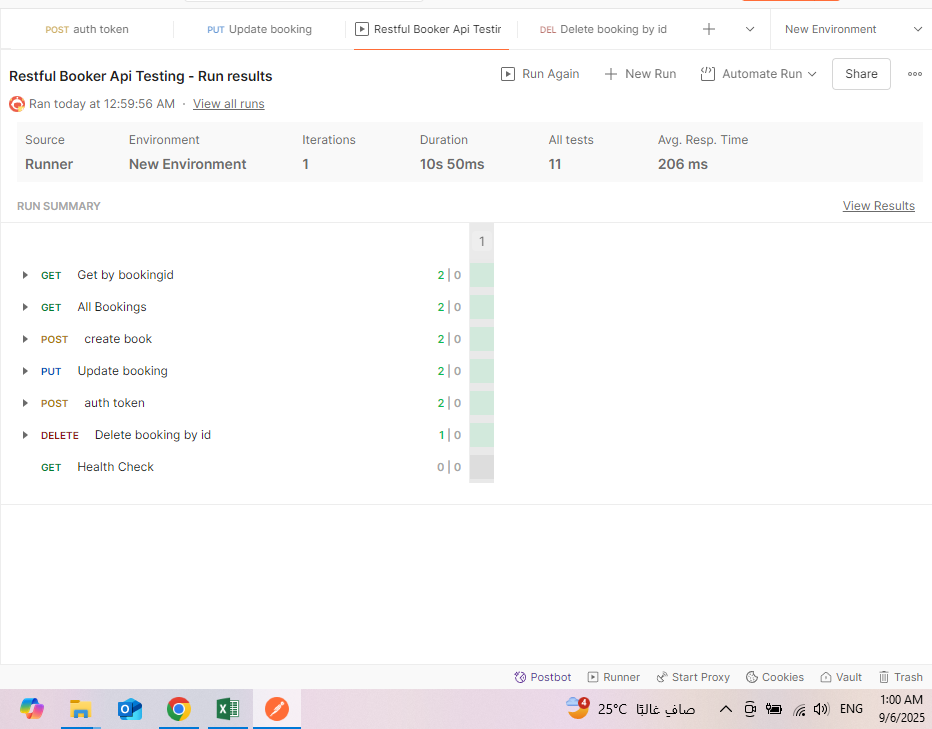 POST auth token
PUT Update booking
Restful Booker Api Testir
DEL Delete booking by id
New Environment
Restful Booker Api Testing - Run results
Run Again
New Run
Automate Run
Share
Ran today at 12:59:56 AM · View all runs
Source Environment Iterations Duration All tests Avg. Resp. Time
Runner New Environment 1 10s 50ms 11 206 ms
RUN SUMMARY View Results
1
GET Get by bookingid 2 | 0
GET All Bookings 2 | 0
POST create book 2 | 0
PUT Update booking 2 | 0
POST auth token 2 | 0
DELETE Delete booking by id 1 | 0
GET Health Check 0 | 0
Postbot Runner Start Proxy Cookies Vault Trash
4 25°C صافٍ غالبًا ENG 1:00 AM
9/6/2025